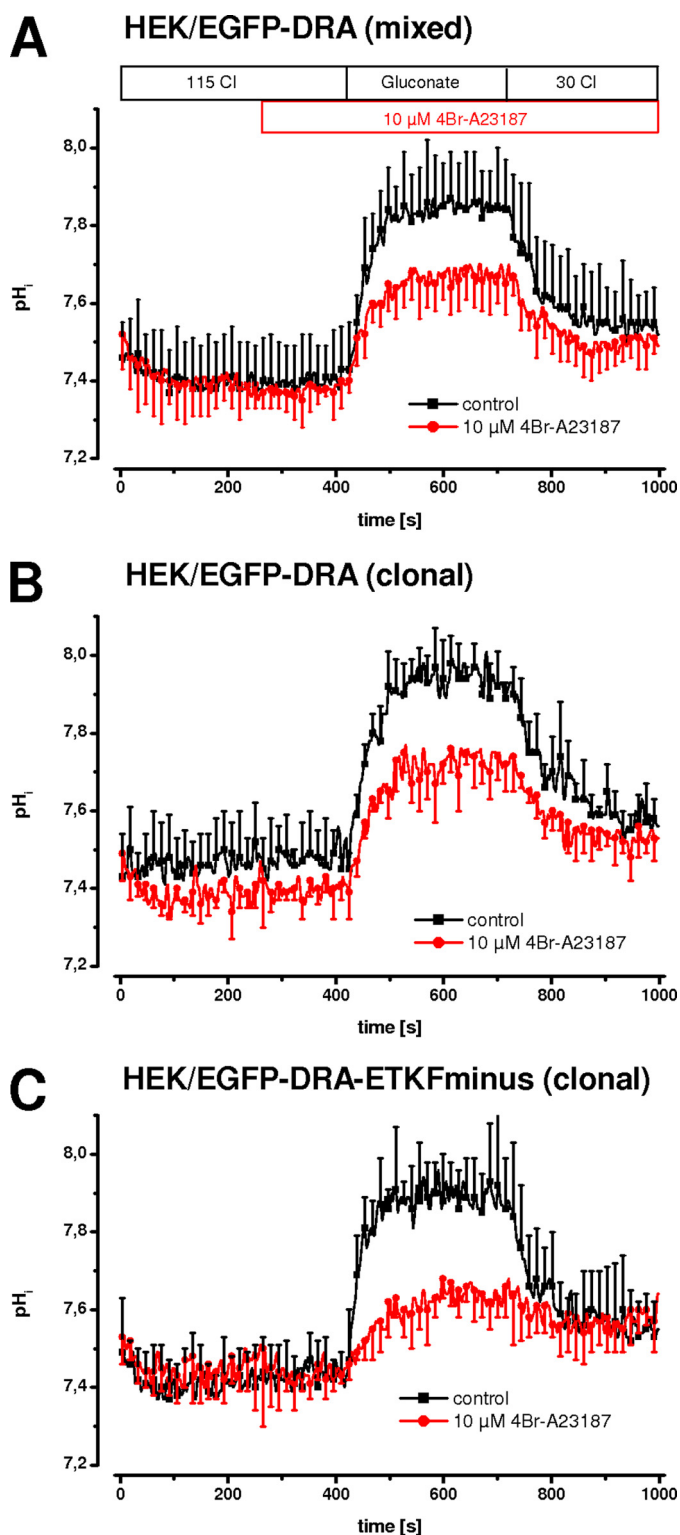 A HEK/EGFP-DRA (mixed)
115 Cl Gluconate 30 Cl
10 µM 4Br-A23187
8,0
7,8
7,6
7,4
7,2
pHi
control
10 µM 4Br-A23187
0 200 400 600 800 1000
time [s]
B HEK/EGFP-DRA (clonal)
8,0
7,8
7,6
7,4
7,2
pHi
control
10 µM 4Br-A23187
0 200 400 600 800 1000
time [s]
C HEK/EGFP-DRA-ETKFminus (clonal)
8,0
7,8
7,6
7,4
7,2
pHi
control
10 µM 4Br-A23187
0 200 400 600 800 1000
time [s]